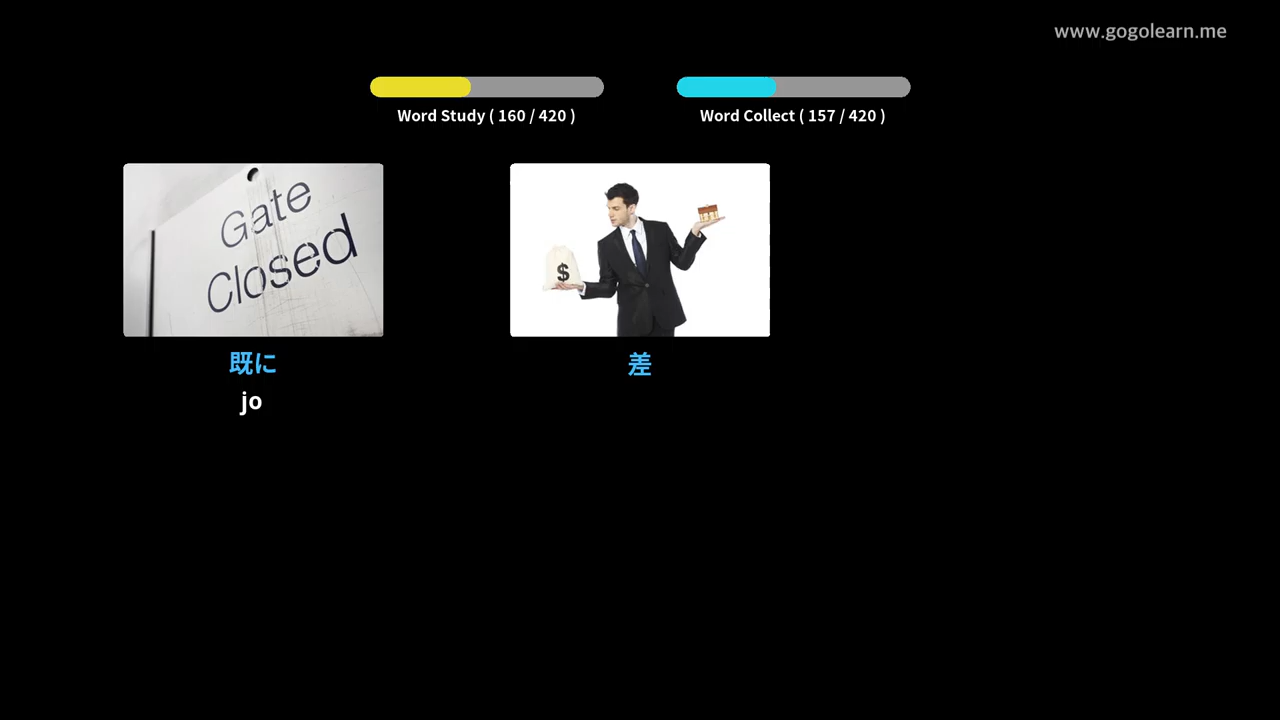 www.gogolearn.me
Word Study ( 160 / 420 )
Word Collect ( 157 / 420 )
Gate
Closed
$
既に
差
jo